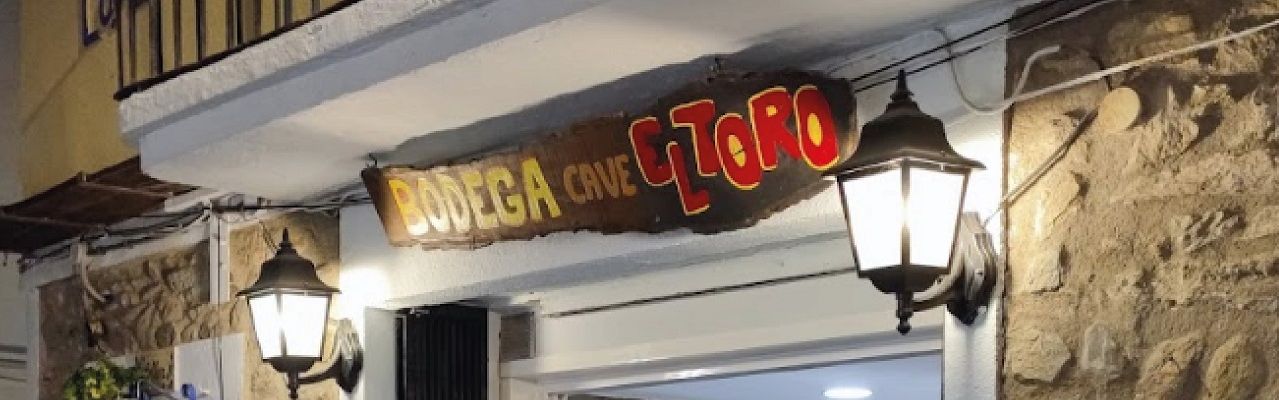 BODEGA CAVE EL TORO